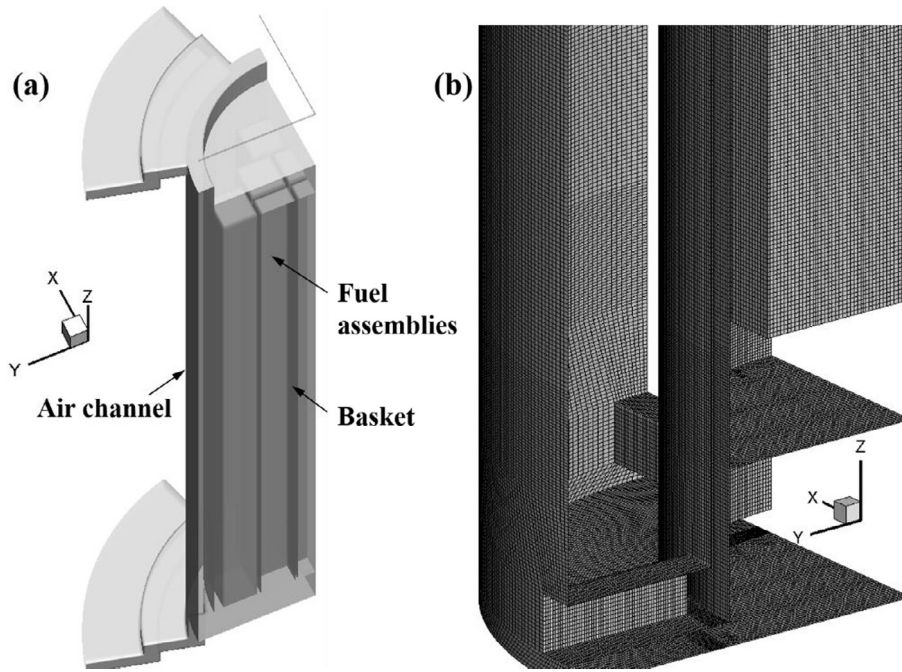 (a)
(b)
X
Z
Y
Fuel
assemblies
Air channel
Basket
Z
X
Y